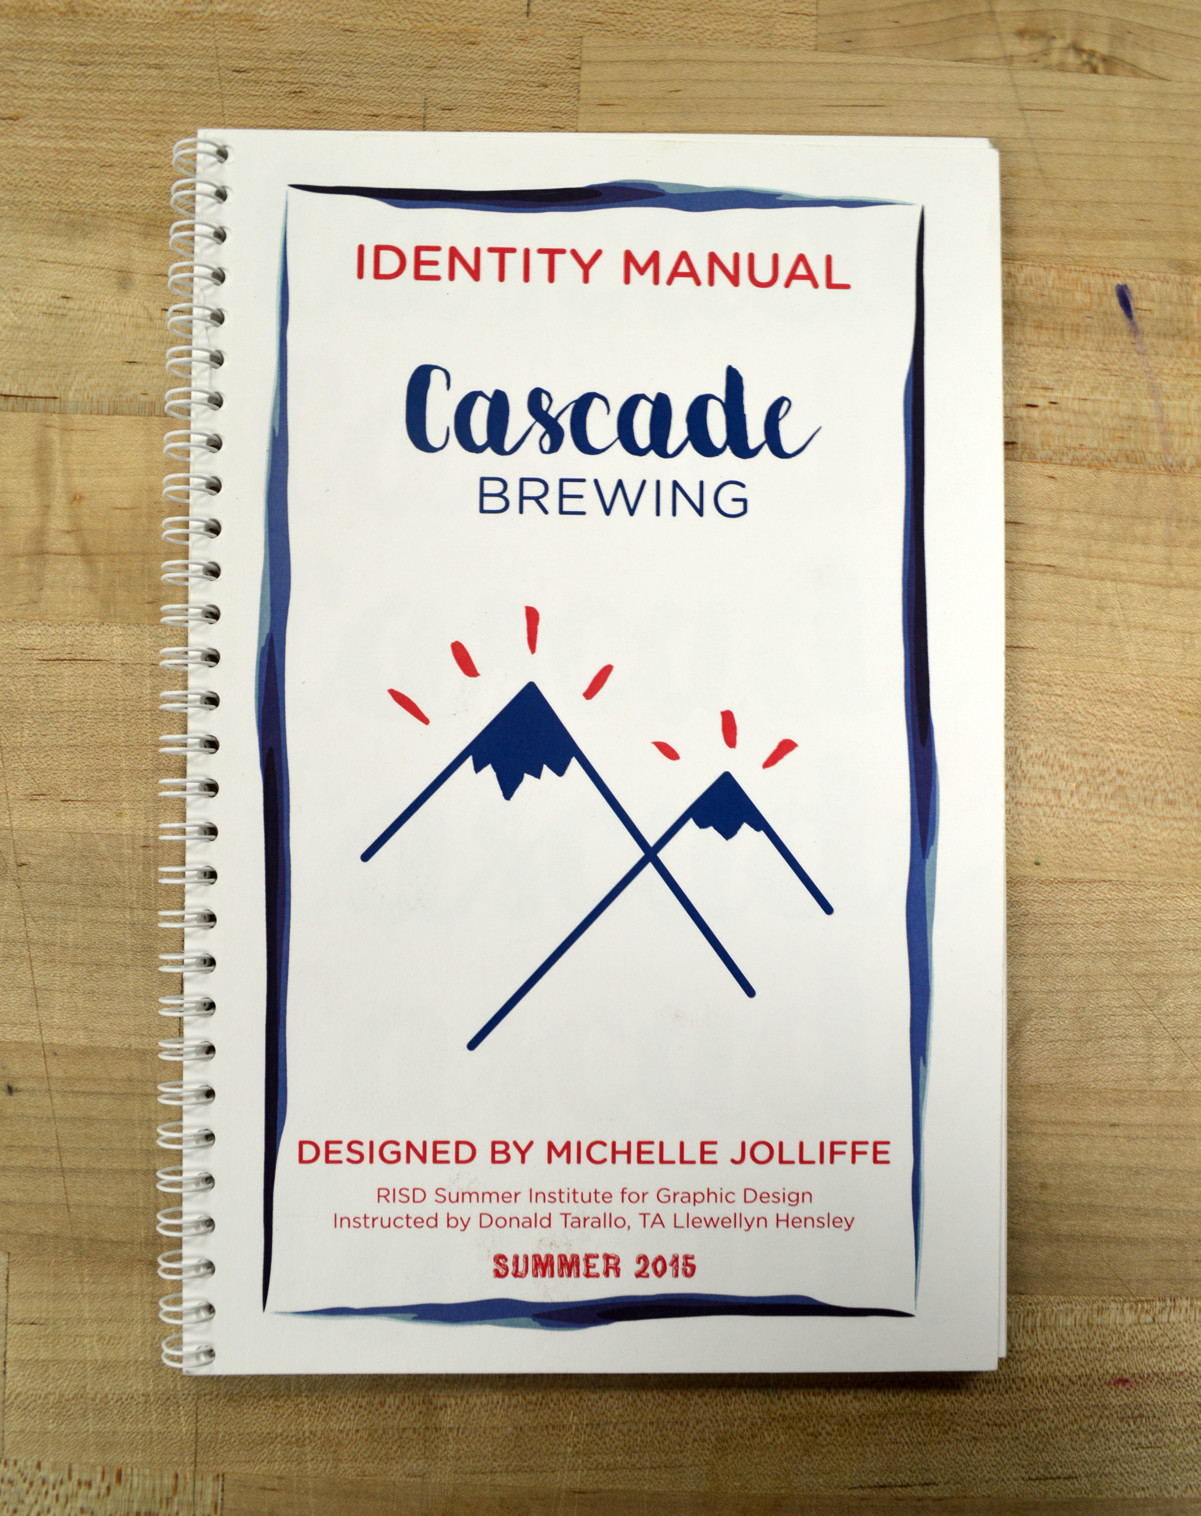 IDENTITY MANUAL
Cascade
BREWING
DESIGNED BY MICHELLE JOLLIFFE
RISD Summer Institute for Graphic Design
Instructed by Donald Tarallo, TA Llewellyn Hensley
SUMMER 2015